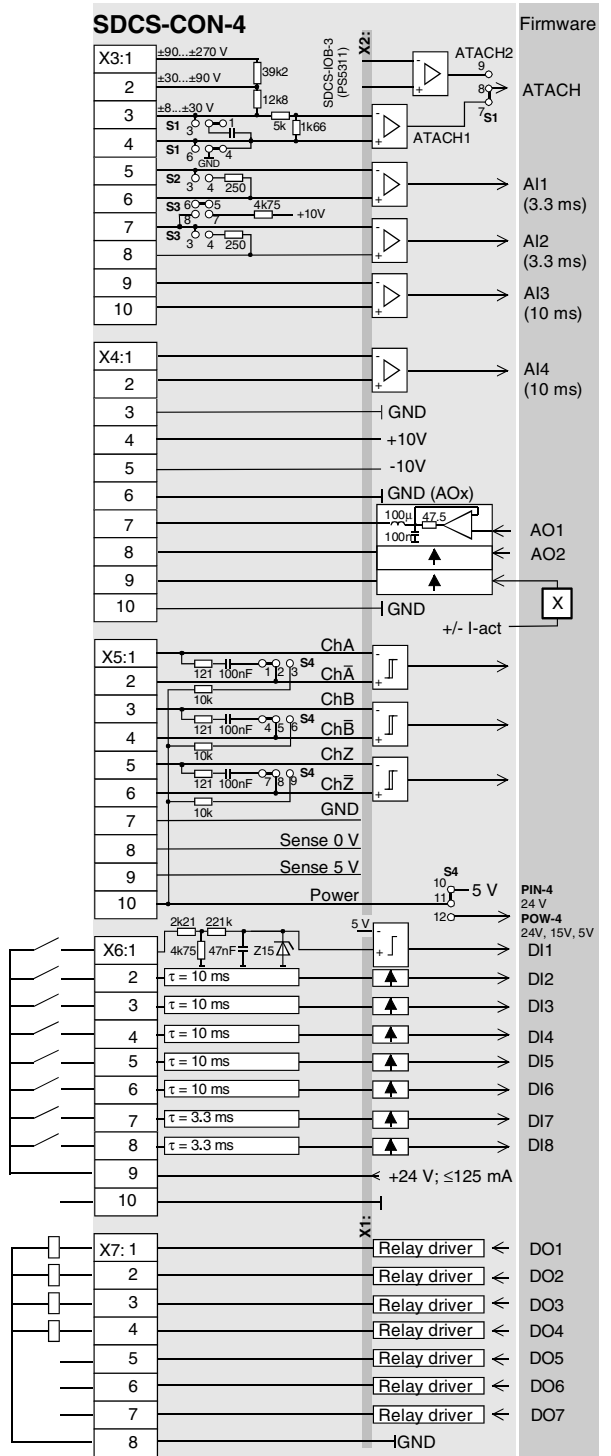 SDCS-CON-4
Firmware
X2:
SDCS-IOB-3
(PS5311)
X3:1
±90...±270 V
39k2
2
±30...±90 V
12k8
3
±8...±30 V
5k
1k66
S1
3
1
4
S1
6
4
GND
ATACH2
9
8
7
S1
ATACH
ATACH1
- 
+
5
S2
3
4
250
AI1
(3.3 ms)
6
S3
6
5
4k75
+10V
8
7
7
S3
3
4
250
AI2
(3.3 ms)
8
9
AI3
(10 ms)
10
X4:1
AI4
(10 ms)
2
3
GND
4
+10V
5
-10V
6
GND (AOx)
7
100µ
47.5
100n
AO1
8
AO2
9
X
10
GND
+/- I-act
X5:1
ChA
121
100nF
1
2
3
S4
2
ChA̅
10k
3
ChB
121
100nF
4
5
6
S4
4
ChB̅
10k
5
ChZ
121
100nF
7
8
9
S4
6
ChZ̅
10k
7
GND
8
Sense 0 V
9
Sense 5 V
10
Power
S4
10
11
12
5 V
PIN-4
24 V
POW-4
24V, 15V, 5V
X6:1
2k21
221k
4k75
47nF
Z15
5 V
DI1
2
τ = 10 ms
DI2
3
τ = 10 ms
DI3
4
τ = 10 ms
DI4
5
τ = 10 ms
DI5
6
τ = 10 ms
DI6
7
τ = 3.3 ms
DI7
8
τ = 3.3 ms
DI8
9
+24 V; ≤125 mA
10
X1:
X7: 1
Relay driver
DO1
2
Relay driver
DO2
3
Relay driver
DO3
4
Relay driver
DO4
5
Relay driver
DO5
6
Relay driver
DO6
7
Relay driver
DO7
8
GND